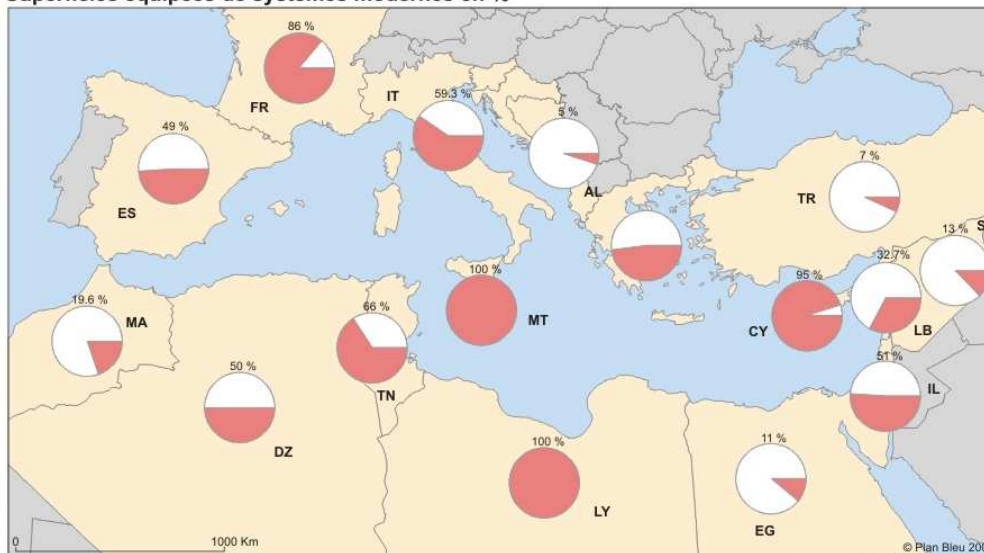 Superficies équipées de systèmes modernes en %
86 %
FR
IT
59.3 %
5 %
AL
49 %
ES
7 %
TR
13 %
S
32.7%
LB
19.6 %
MA
66 %
TN
100 %
MT
95 %
CY
51 %
IL
50 %
DZ
100 %
LY
11 %
EG
0 1000 Km
© Plan Bleu 200